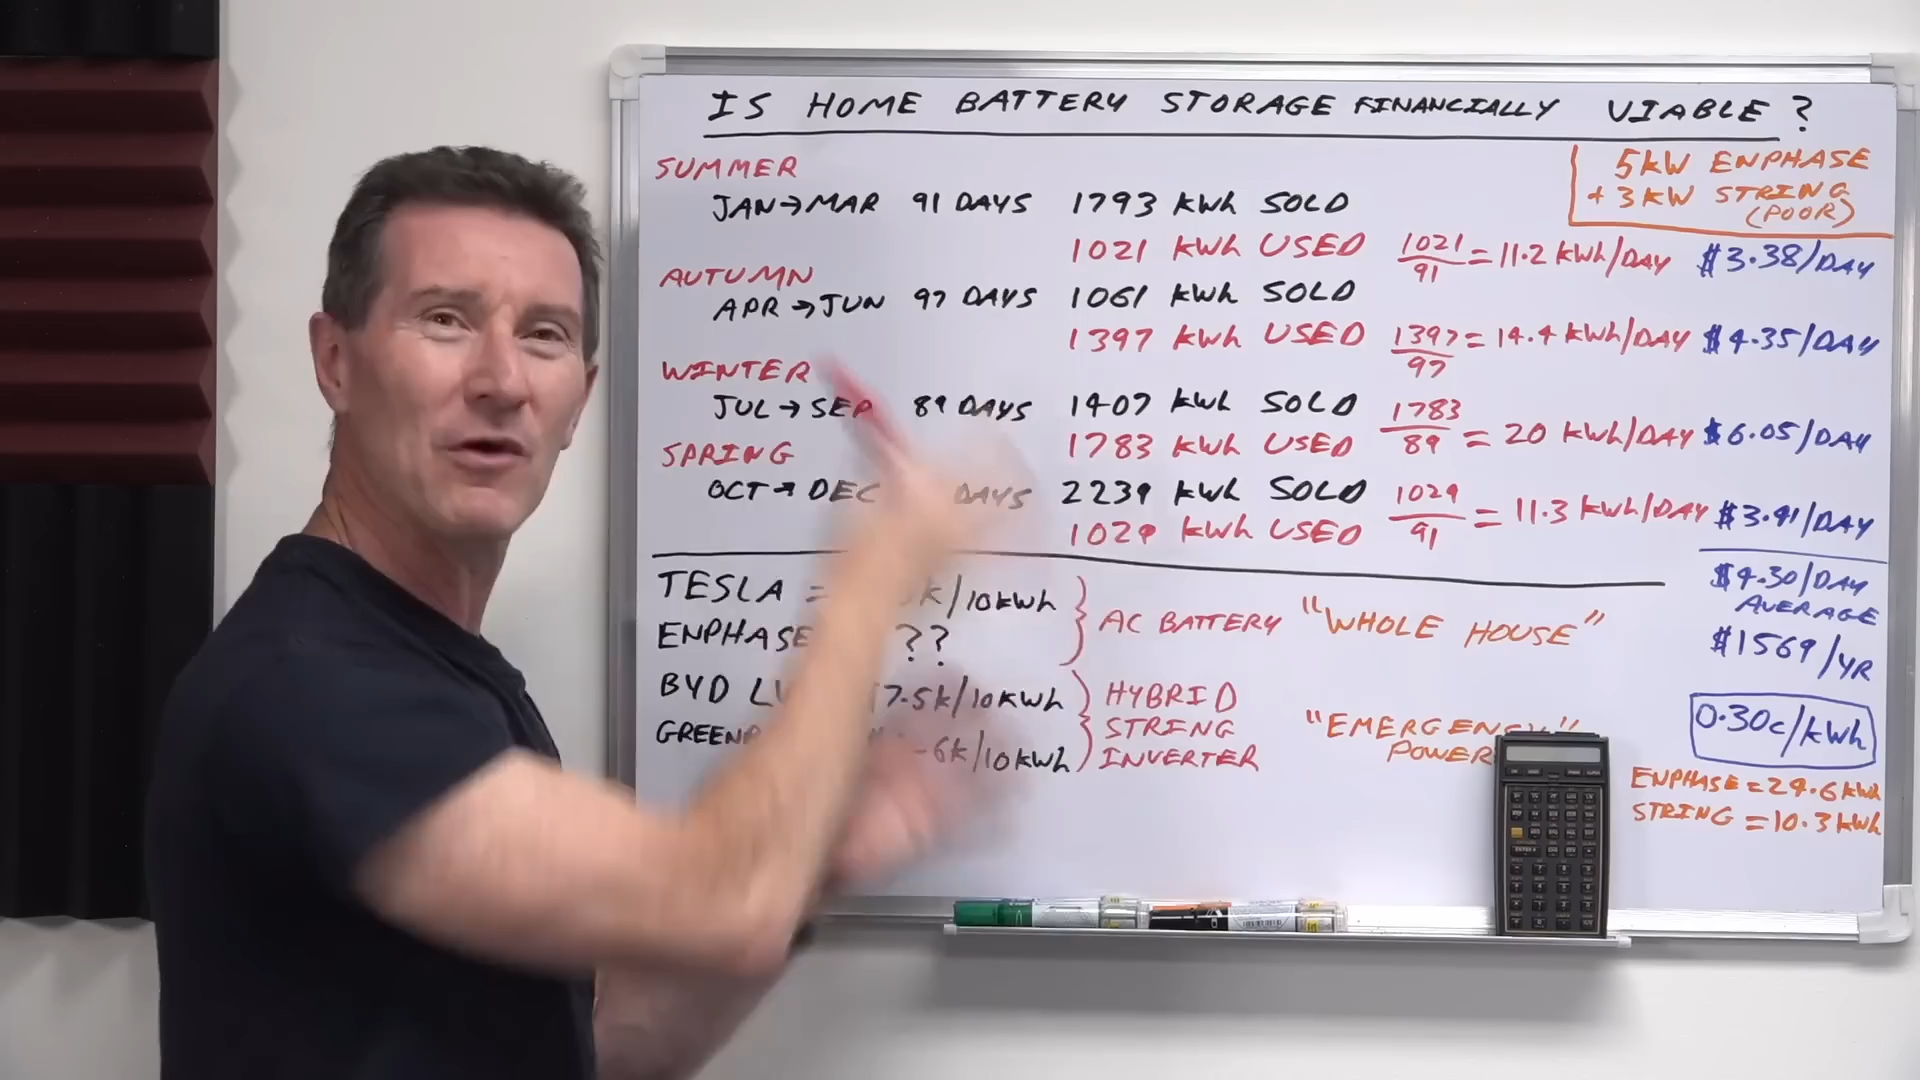 IS HOME BATTERY STORAGE FINANCIALLY VIABLE ?
5kW ENPHASE
+ 3kW STRING
(POOR)
SUMMER
JAN→MAR 91 DAYS 1793 kWh SOLD
1021 kWh USED 1021/91 = 11.2 kWh/DAY $3.38/DAY
AUTUMN
APR→JUN 97 DAYS 1061 kWh SOLD
1397 kWh USED 1397/97 = 14.4 kWh/DAY $4.35/DAY
WINTER
JUL→SEP 89 DAYS 1407 kWh SOLD
1783 kWh USED 1783/89 = 20 kWh/DAY $6.05/DAY
SPRING
OCT→DEC DAYS 2239 kWh SOLD
1029 kWh USED 1029/91 = 11.3 kWh/DAY $3.41/DAY
$4.30/DAY
AVERAGE
$1569/YR
0.30c/kWh
ENPHASE = 24.6 kWh
STRING = 10.3 kWh
TESLA = k/10kWh
ENPHASE ??
AC BATTERY "WHOLE HOUSE"
BYD 7.5k/10kWh
6k/10kWh
HYBRID
STRING
INVERTER
"EMERGENCY"
POWER